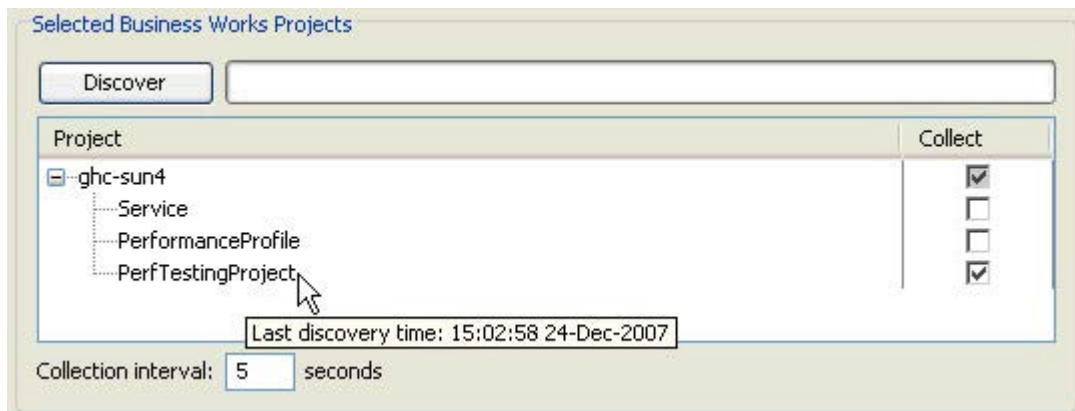 Selected Business Works Projects
Discover
Project Collect
ghc-sun4
Service
PerformanceProfile
PerfTestingProject
Last discovery time: 15:02:58 24-Dec-2007
Collection interval: 5 seconds